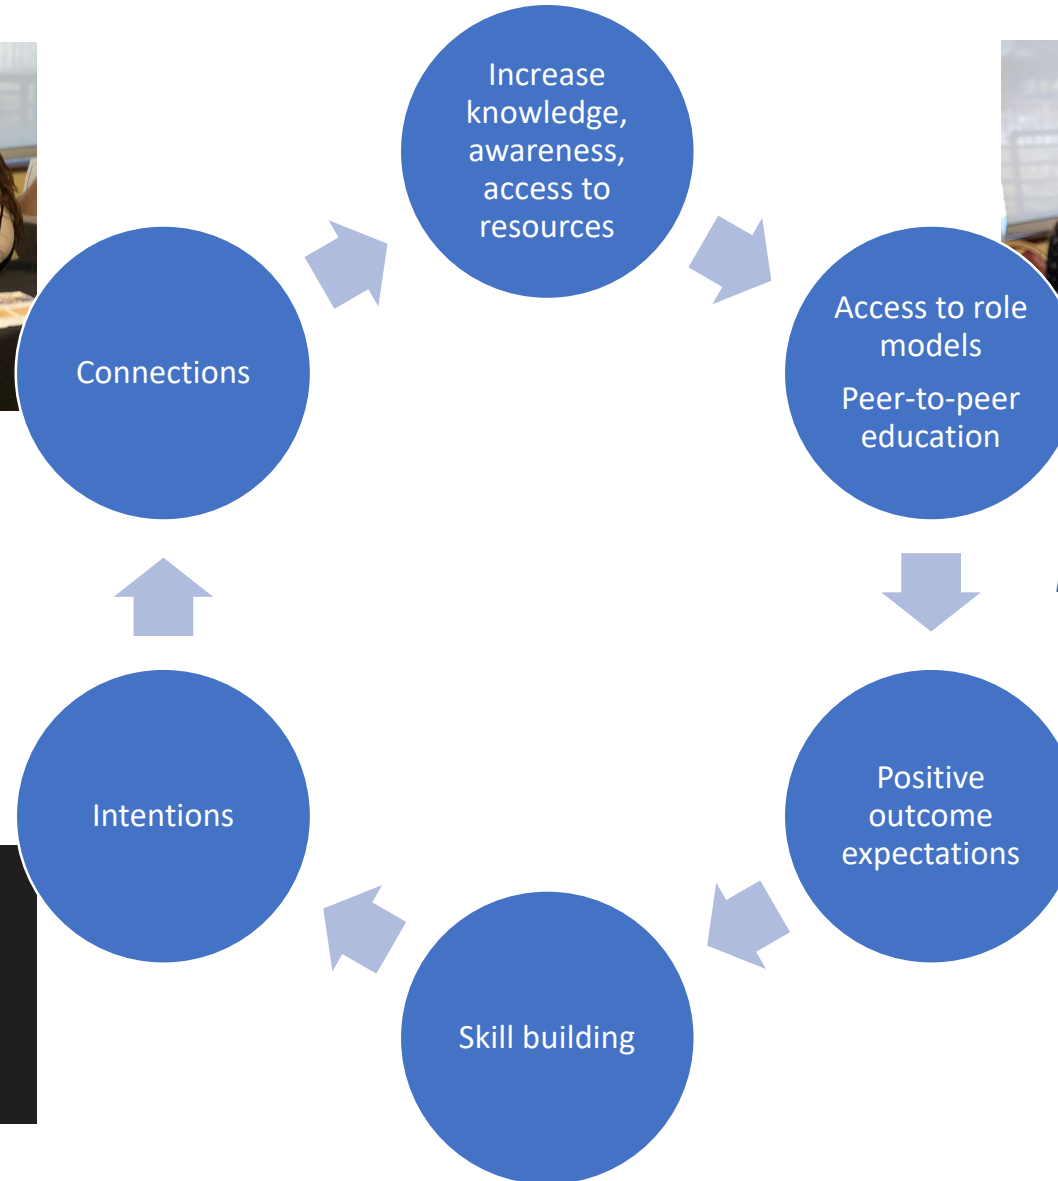 Increase
knowledge,
awareness,
access to
resources
Access to role
models
Peer-to-peer
education
Positive
outcome
expectations
Skill building
Intentions
Connections